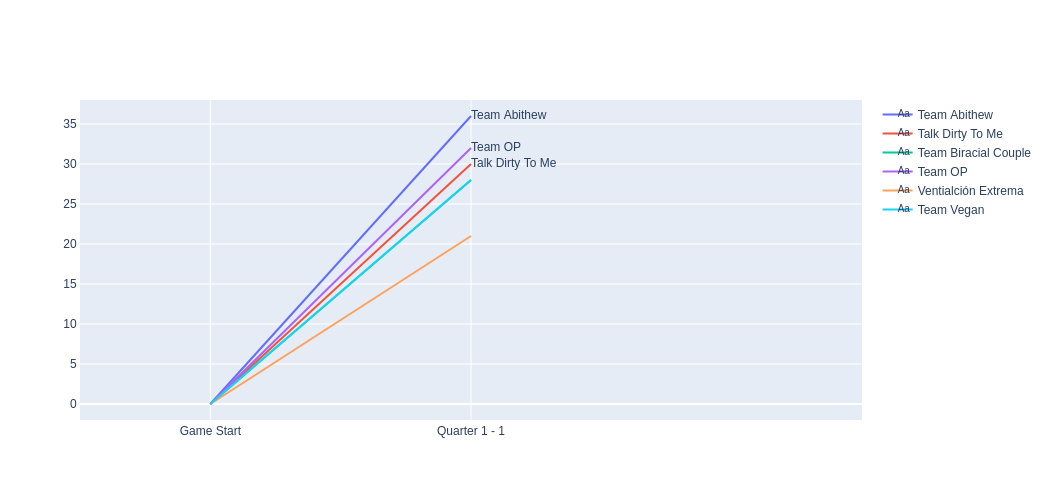 Team Abithew
Team OP
Talk Dirty To Me
35
30
25
20
15
10
5
0
Game Start
Quarter 1 - 1
Aa Team Abithew
Aa Talk Dirty To Me
Aa Team Biracial Couple
Aa Team OP
Aa Ventialción Extrema
Aa Team Vegan